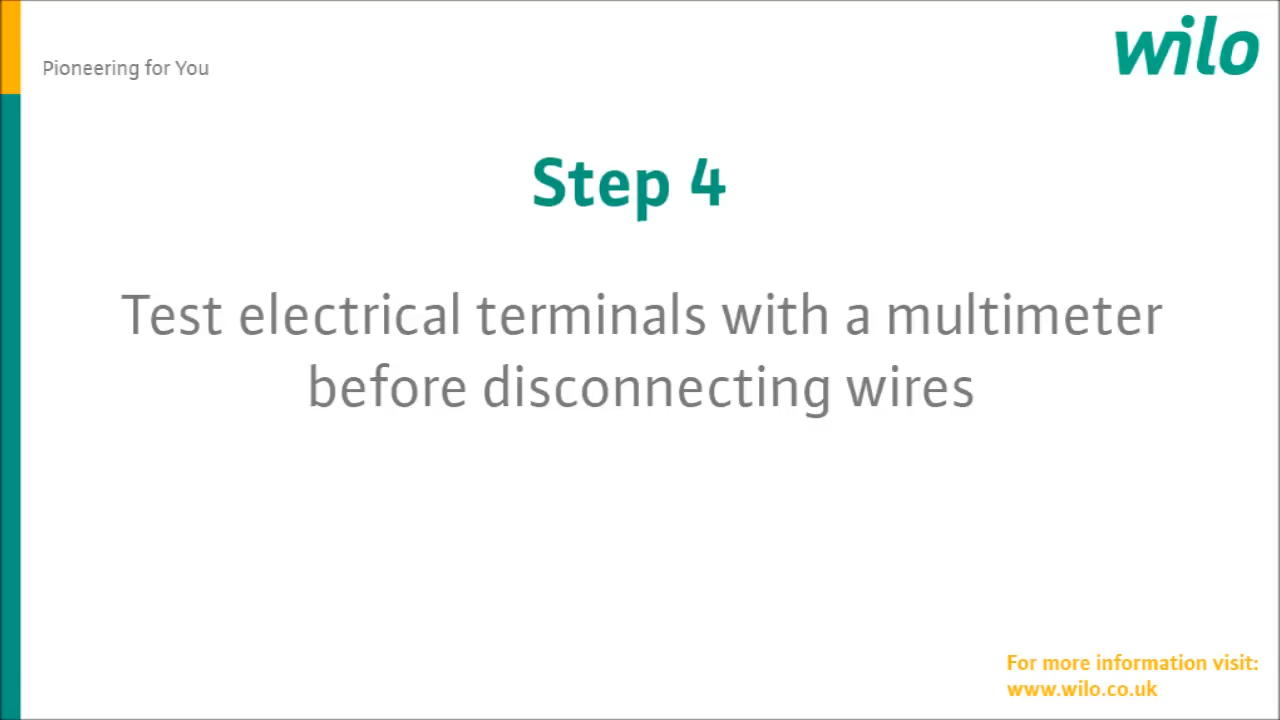 Pioneering for You
wilo
Step 4
Test electrical terminals with a multimeter
before disconnecting wires
For more information visit:
www.wilo.co.uk